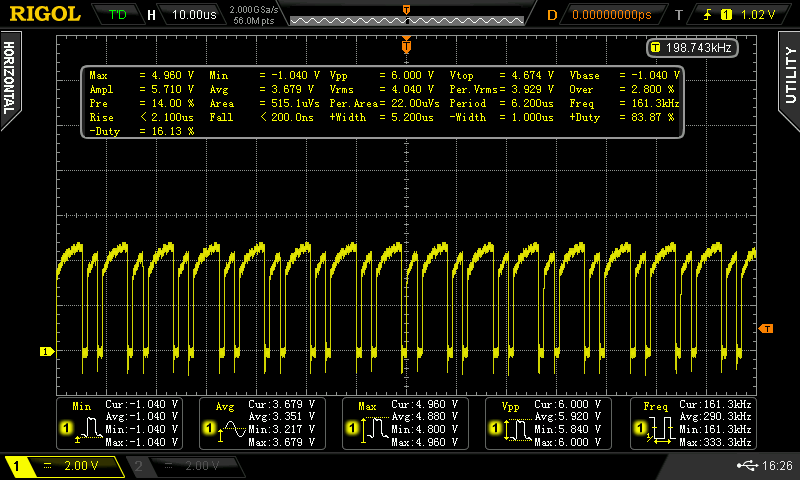 RIGOL T'D H 10.00us 2.000GSa/s 56.0M pts T D 0.00000000ps T 1 1.02 V
HORIZONTAL
UTILITY
T 198.743kHz
Max = 4.960 V Min = -1.040 V Vpp = 6.000 V Vtop = 4.674 V Vbase = -1.040 V
Ampl = 5.710 V Avg = 3.679 V Vrms = 4.040 V Per.Vrms= 3.929 V Over = 2.800 %
Pre = 14.00 % Area = 515.1uVs Per.Area= 22.00uVs Period = 6.200us Freq = 161.3kHz
Rise < 2.100us Fall < 200.0ns +Width = 5.200us -Width = 1.000us +Duty = 83.87 %
-Duty = 16.13 %
T
1
T
Min Cur:-1.040 V Avg Cur:3.679 V Max Cur:4.960 V Vpp Cur:6.000 V Freq Cur:161.3kHz
1 Avg:-1.040 V 1 Avg:3.351 V 1 Avg:4.880 V 1 Avg:5.920 V 1 Avg:290.3kHz
Min:-1.040 V Min:3.217 V Min:4.800 V Min:5.840 V Min:161.3kHz
Max:-1.040 V Max:3.679 V Max:4.960 V Max:6.000 V Max:333.3kHz
1 2.00 V 2 2.00 V 16:26